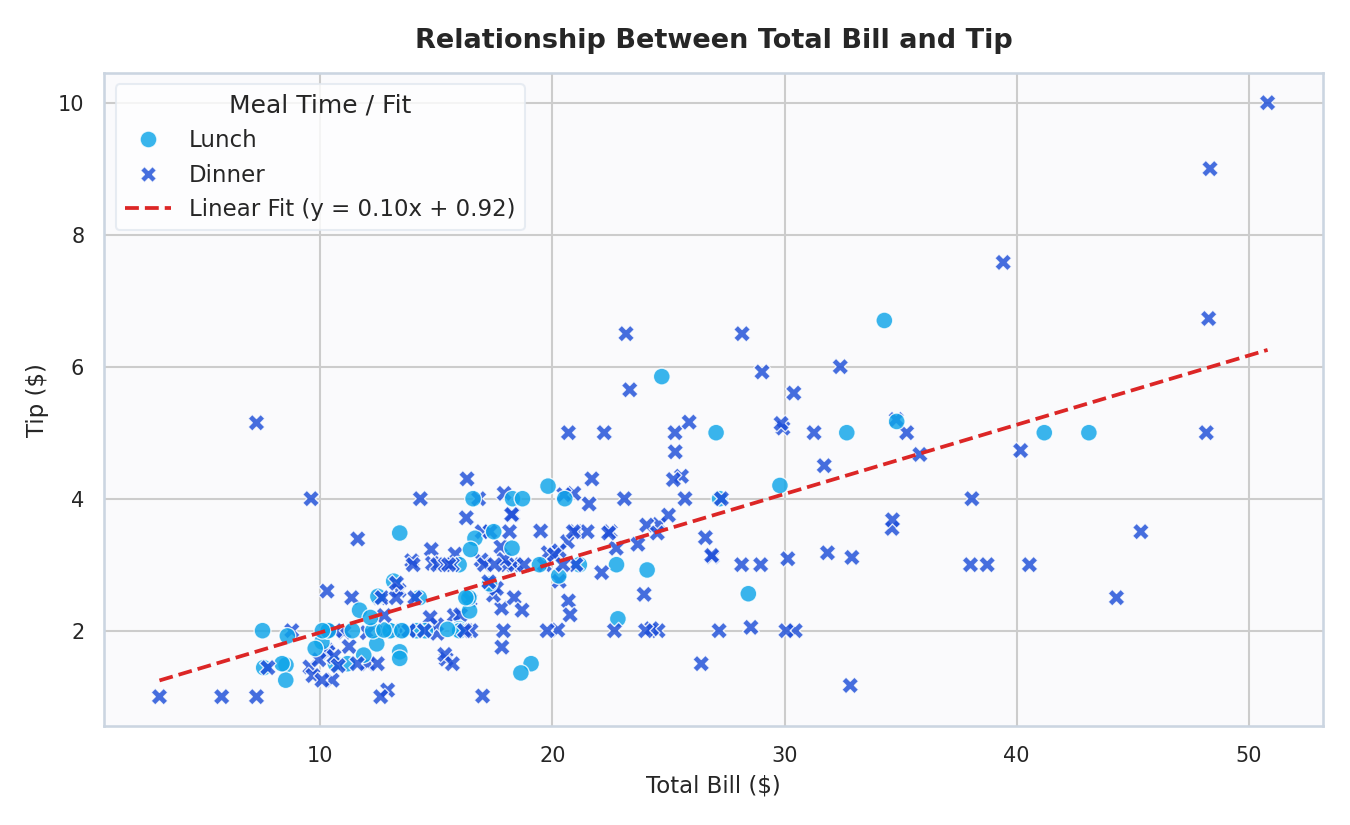 Relationship Between Total Bill and Tip
Meal Time / Fit
Lunch
Dinner
Linear Fit (y = 0.10x + 0.92)
Tip ($)
10
8
6
4
2
10 20 30 40 50
Total Bill ($)